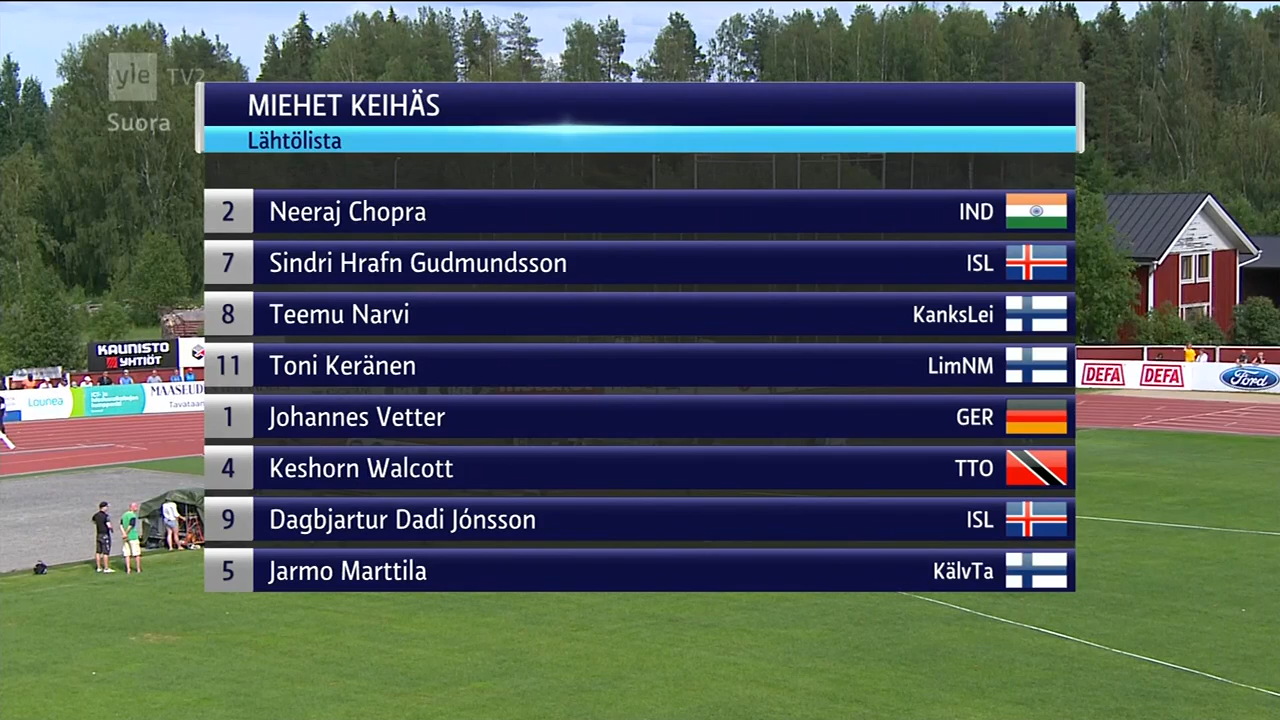 yle TV2
Suora
MIEHET KEIHÄS
Lähtölista
2 Neeraj Chopra IND
7 Sindri Hrafn Gudmundsson ISL
8 Teemu Narvi KanksLei
11 Toni Keränen LimNM
1 Johannes Vetter GER
4 Keshorn Walcott TTO
9 Dagbjartur Dadi Jónsson ISL
5 Jarmo Marttila KälvTa
KAUNISTO
YHTIÖT
Lounea
MAASEUD
Tavataan
DEFA
DEFA
Ford